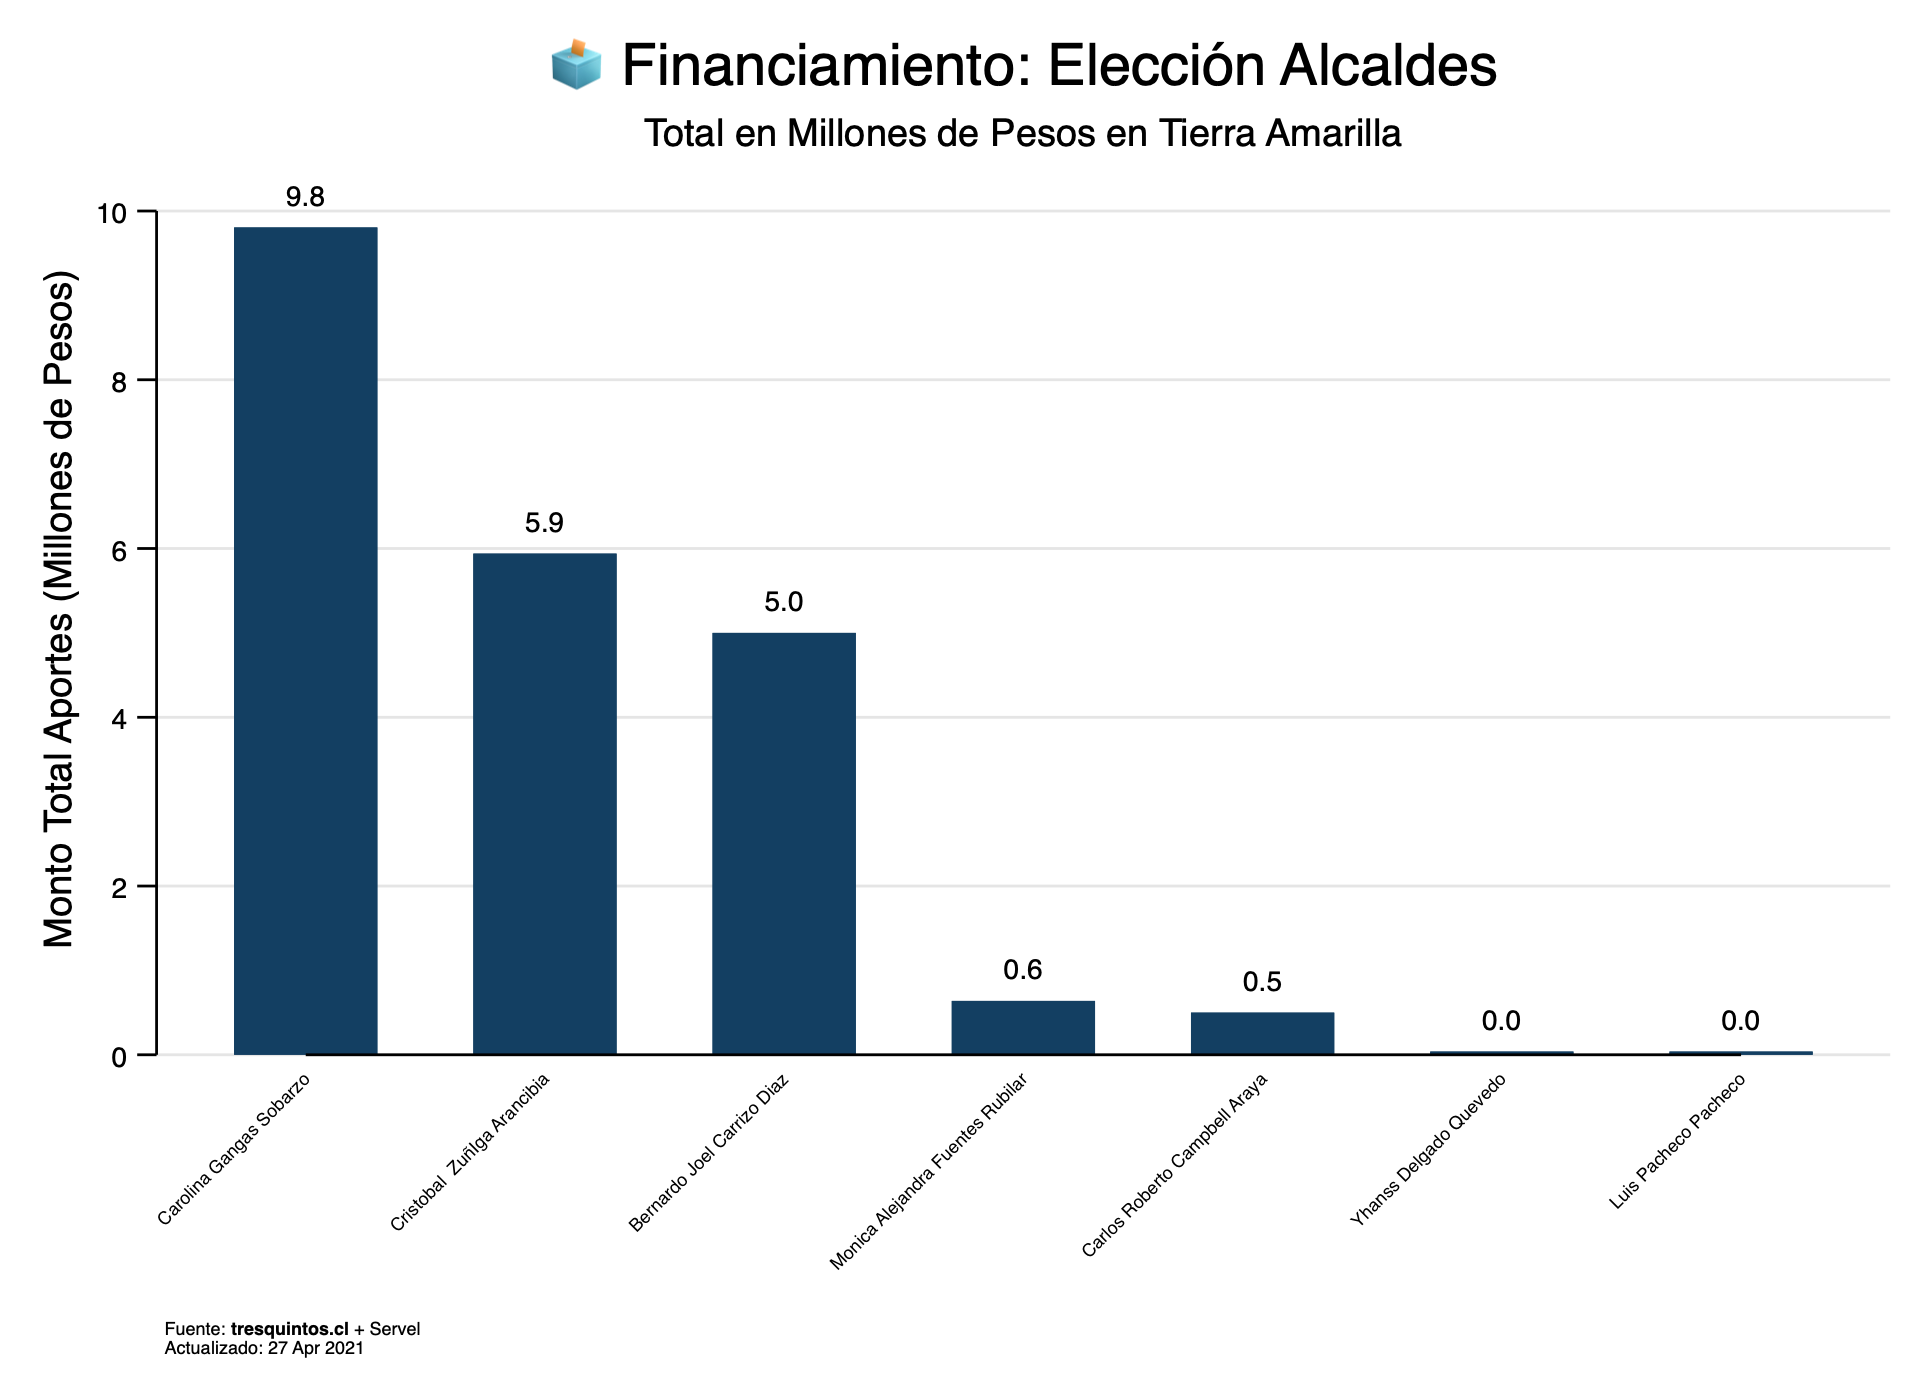 Financiamiento: Elección Alcaldes
Total en Millones de Pesos en Tierra Amarilla
Monto Total Aportes (Millones de Pesos)
10
8
6
4
2
0
9.8
5.9
5.0
0.6
0.5
0.0
0.0
Carolina Gangas Sobarzo
Cristobal  ZuñIga Arancibia
Bernardo Joel Carrizo Diaz
Monica Alejandra Fuentes Rubilar
Carlos Roberto Campbell Araya
Yhanss Delgado Quevedo
Luis Pacheco Pacheco
Fuente: tresquintos.cl + Servel
Actualizado: 27 Apr 2021